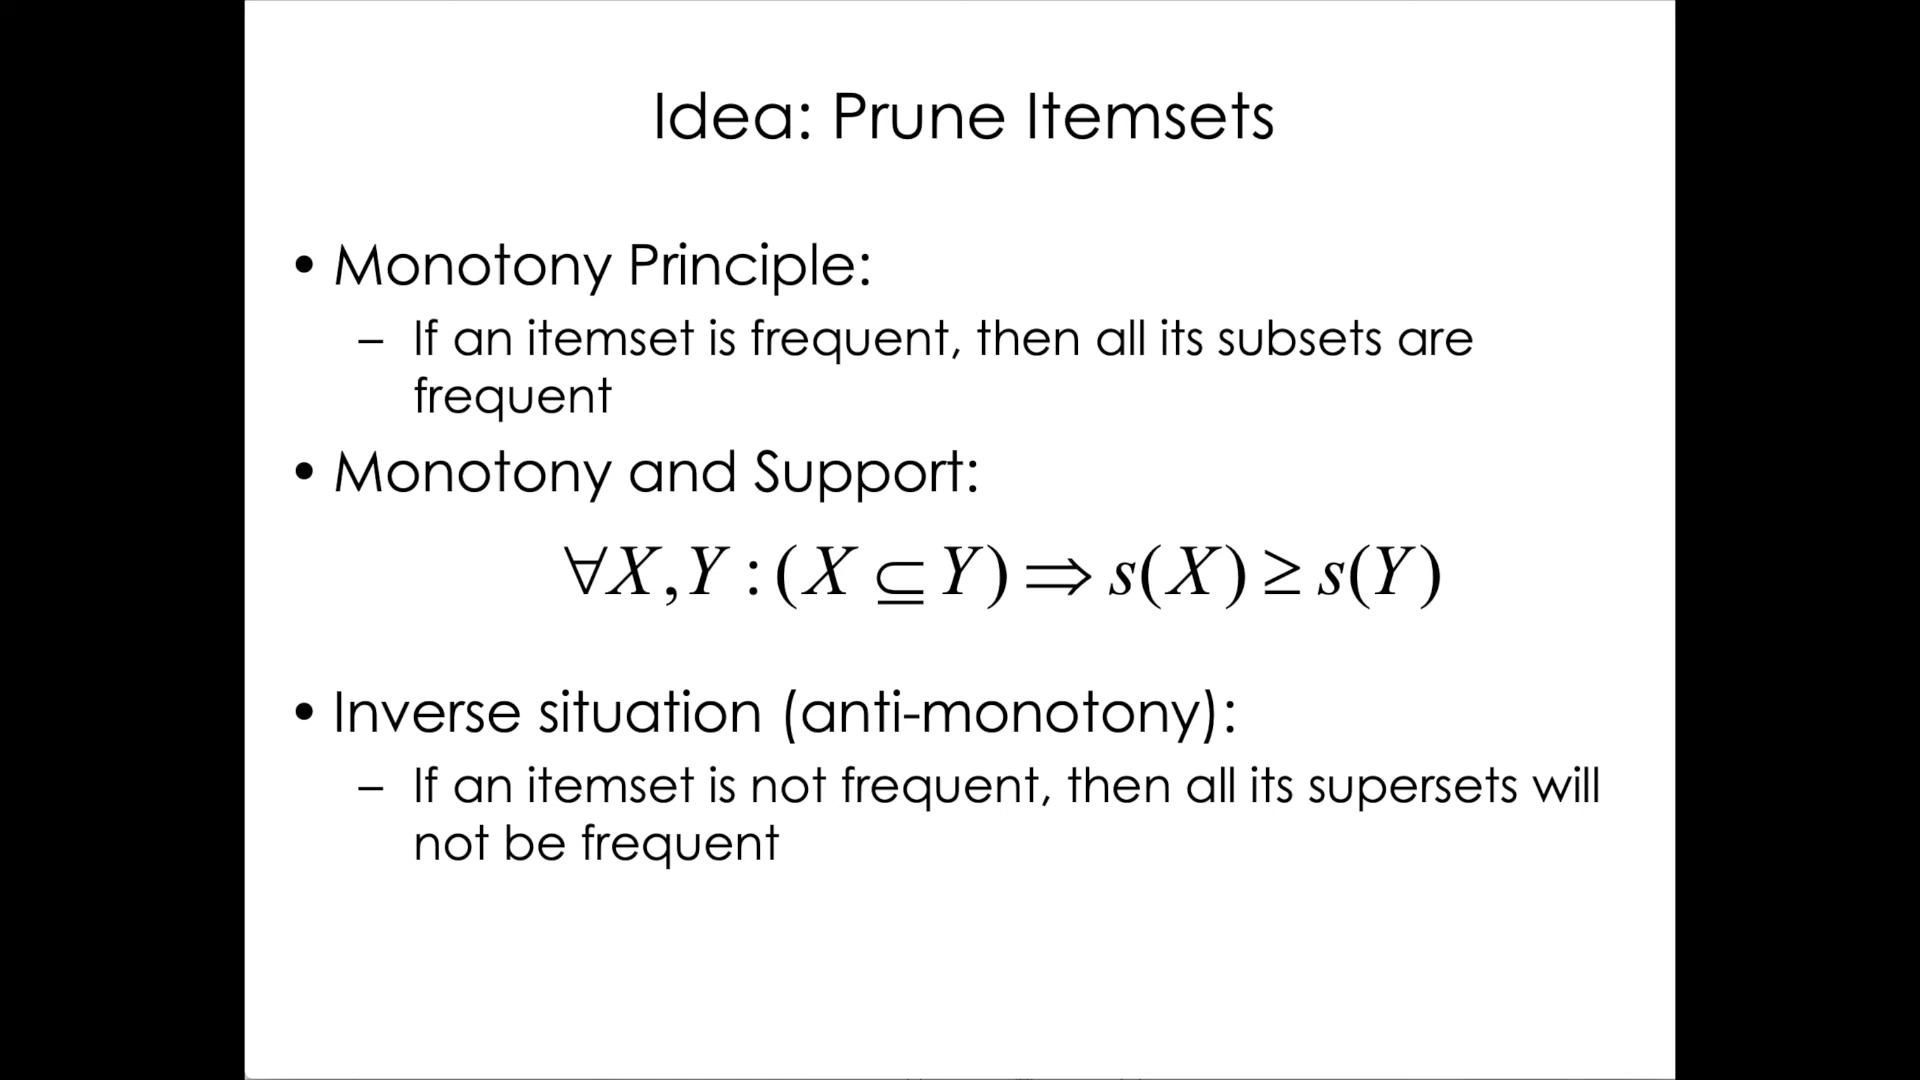 Idea: Prune Itemsets
• Monotony Principle:
– If an itemset is frequent, then all its subsets are
frequent
• Monotony and Support:
∀X,Y : (X ⊆ Y) ⇒ s(X) ≥ s(Y)
• Inverse situation (anti-monotony):
– If an itemset is not frequent, then all its supersets will
not be frequent